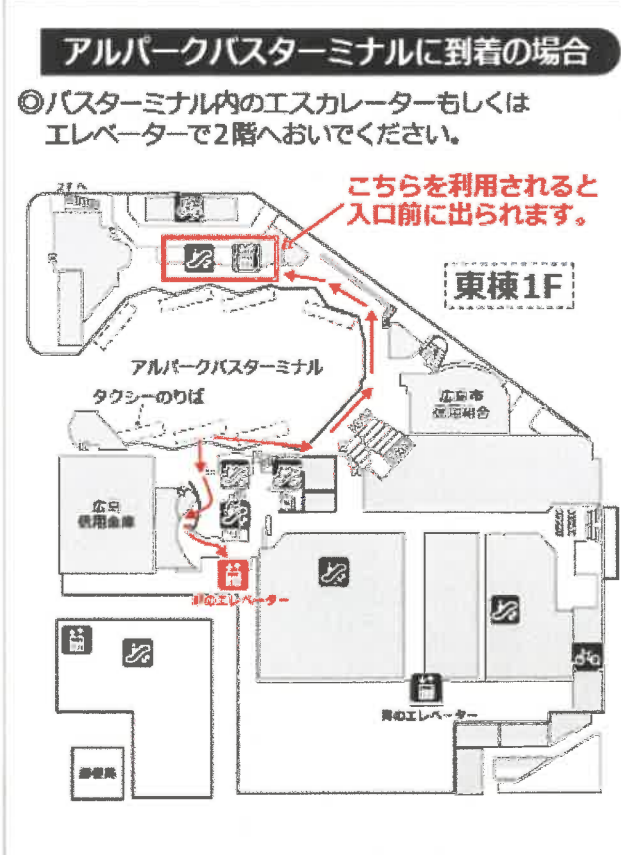 アルパークバスターミナルに到着の場合
◎バスターミナル内のエスカレーターもしくは
エレベーターで2階へおいでください。
こちらを利用されると
入口前に出られます。
東棟1F
アルパークバスターミナル
タクシーのりば
広島市
信用組合
広島
信用金庫
のエレベーター
のエレベーター
郵便局